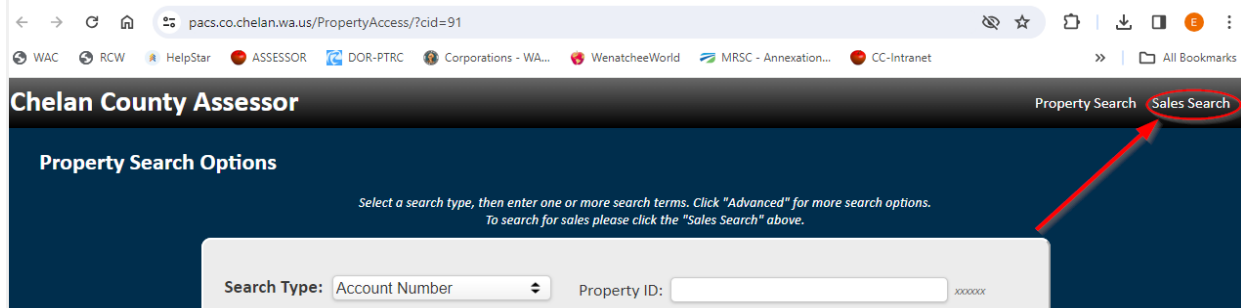 pacs.co.chelan.wa.us/PropertyAccess/?cid=91 E
WAC RCW HelpStar ASSESSOR DOR-PTRC Corporations - WA... WenatcheeWorld MRSC - Annexation... CC-Intranet » All Bookmarks
Chelan County Assessor Property Search Sales Search
Property Search Options
Select a search type, then enter one or more search terms. Click "Advanced" for more search options.
To search for sales please click the "Sales Search" above.
Search Type: Account Number Property ID: xxxxxx